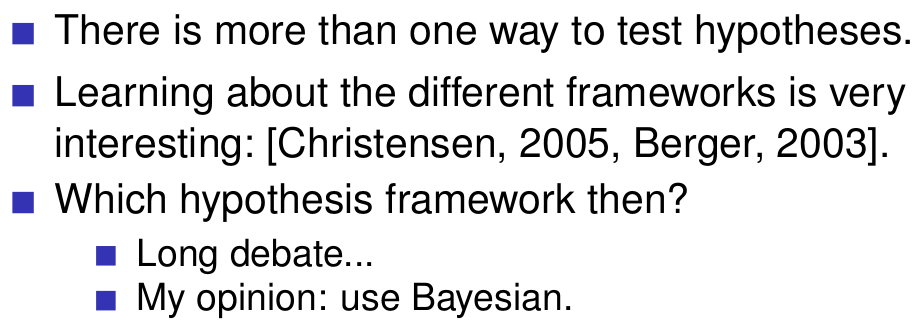 There is more than one way to test hypotheses.
Learning about the different frameworks is very
interesting: [Christensen, 2005, Berger, 2003].
Which hypothesis framework then?
Long debate...
My opinion: use Bayesian.